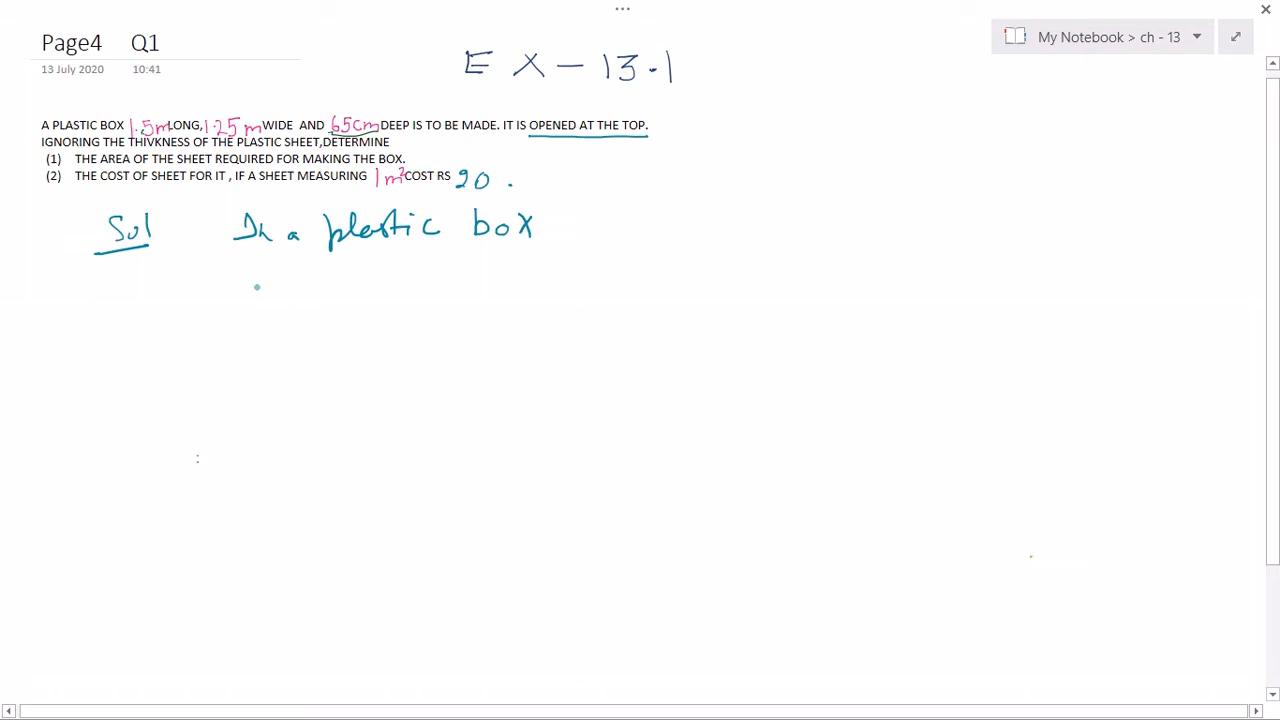 Page4 Q1
13 July 2020 10:41
My Notebook > ch - 13
EX - 13.1
A PLASTIC BOX 1.5m LONG, 1.25 m WIDE AND 65cm DEEP IS TO BE MADE. IT IS OPENED AT THE TOP.
IGNORING THE THIVKNESS OF THE PLASTIC SHEET,DETERMINE
(1) THE AREA OF THE SHEET REQUIRED FOR MAKING THE BOX.
(2) THE COST OF SHEET FOR IT , IF A SHEET MEASURING 1 m² COST RS 20 .
Sol In a plastic box
: